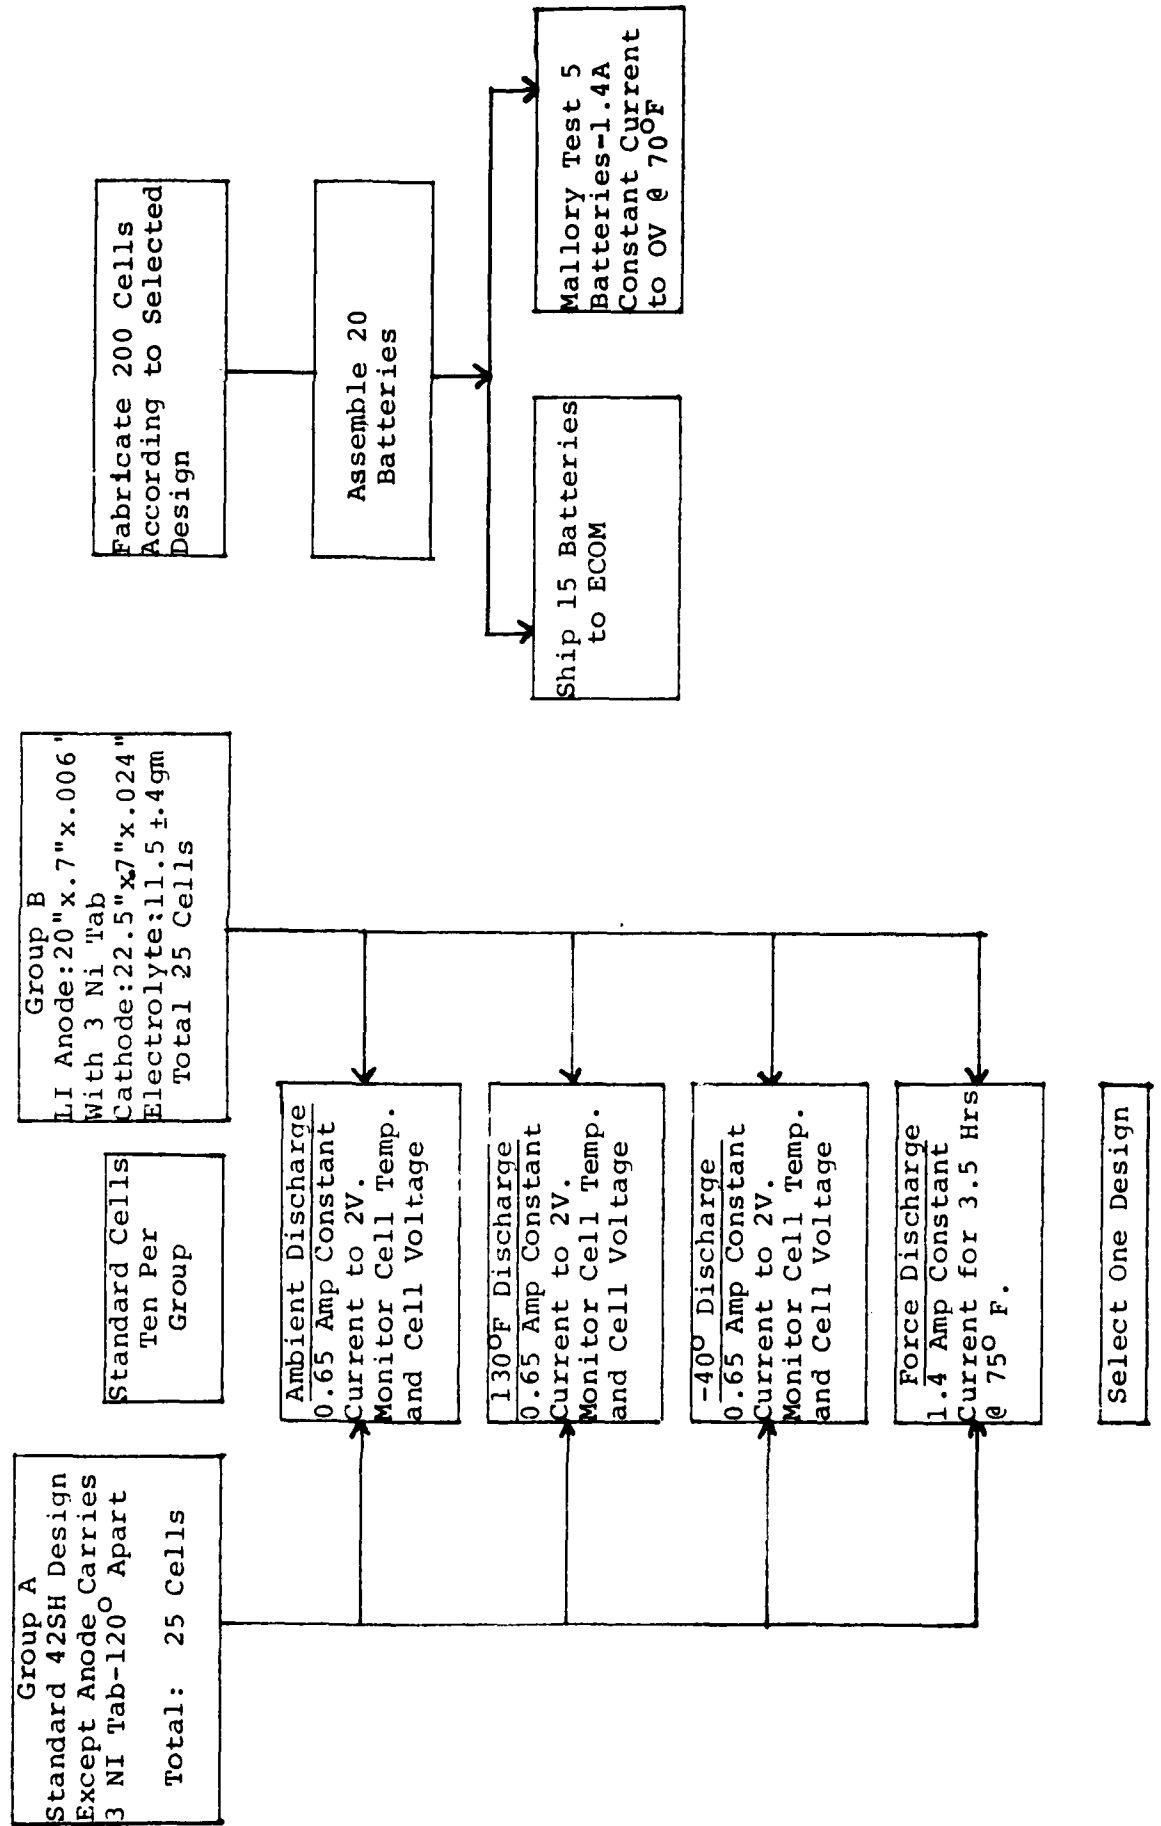 Group A
Standard 42SH Design
Except Anode Carries
3 NI Tab-120° Apart
Total: 25 Cells
Standard Cells
Ten Per
Group
Group B
LI Anode:20"x.7"x.006"
With 3 Ni Tab
Cathode:22.5"x.7"x.024"
Electrolyte:11.5 ±.4gm
Total 25 Cells
Ambient Discharge
0.65 Amp Constant
Current to 2V.
Monitor Cell Temp.
and Cell Voltage
130°F Discharge
0.65 Amp Constant
Current to 2V.
Monitor Cell Temp.
and Cell Voltage
-40° Discharge
0.65 Amp Constant
Current to 2V.
Monitor Cell Temp.
and Cell Voltage
Force Discharge
1.4 Amp Constant
Current for 3.5 Hrs
@ 75° F.
Select One Design
Fabricate 200 Cells
According to Selected
Design
Assemble 20
Batteries
Ship 15 Batteries
to ECOM
Mallory Test 5
Batteries-1.4A
Constant Current
to OV @ 70°F